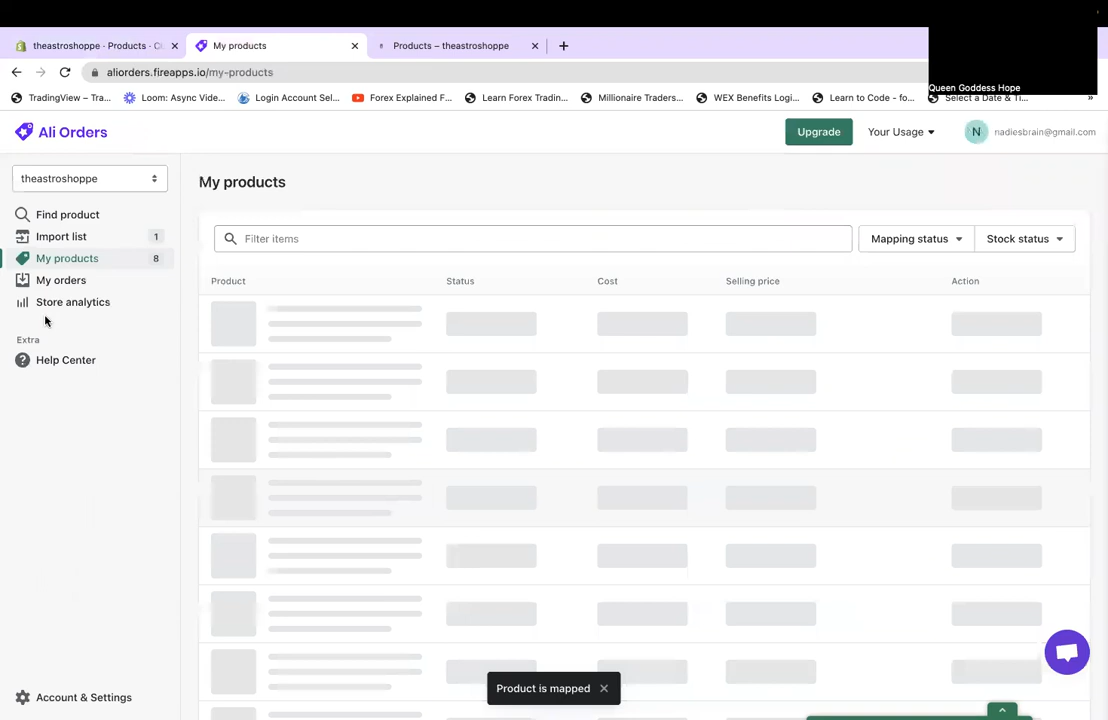 theastroshoppe · Products · C
My products
Products – theastroshoppe
aliorders.fireapps.io/my-products
Queen Goddess Hope
TradingView – Tra...
Loom: Async Vide...
Login Account Sel...
Forex Explained F...
Learn Forex Tradin...
Millionaire Traders...
WEX Benefits Logi...
Learn to Code - fo...
Select a Date & Ti...
»
Ali Orders
Upgrade
Your Usage
N
nadiesbrain@gmail.com
theastroshoppe
My products
Find product
Import list 1
My products 8
My orders
Store analytics
Extra
Help Center
Filter items
Mapping status
Stock status
Product
Status
Cost
Selling price
Action
Product is mapped
Account & Settings